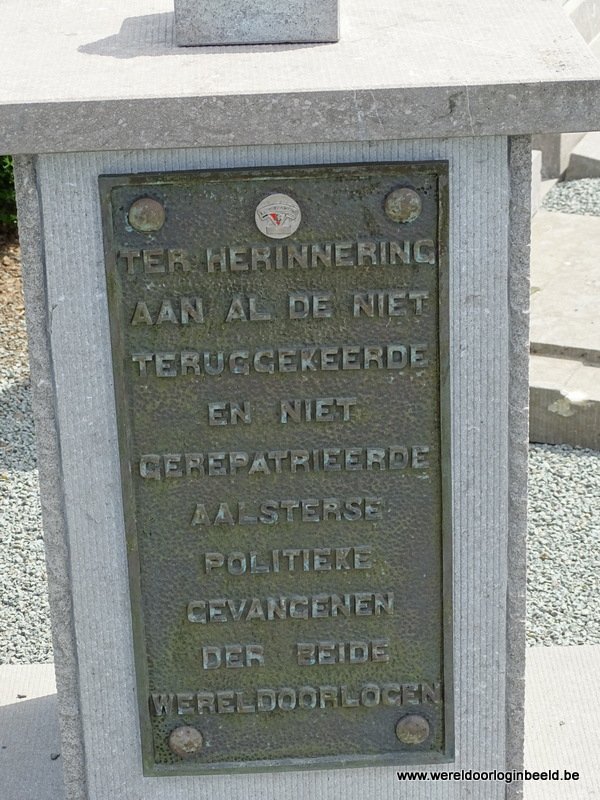 TER HERINNERING
AAN AL DE NIET
TERUGGEKEERDE
EN NIET
GEREPATRIEERDE
AALSTERSE
POLITIEKE
GEVANGENEN
DER BEIDE
WERELDOORLOGEN
www.wereldoorloginbeeld.be